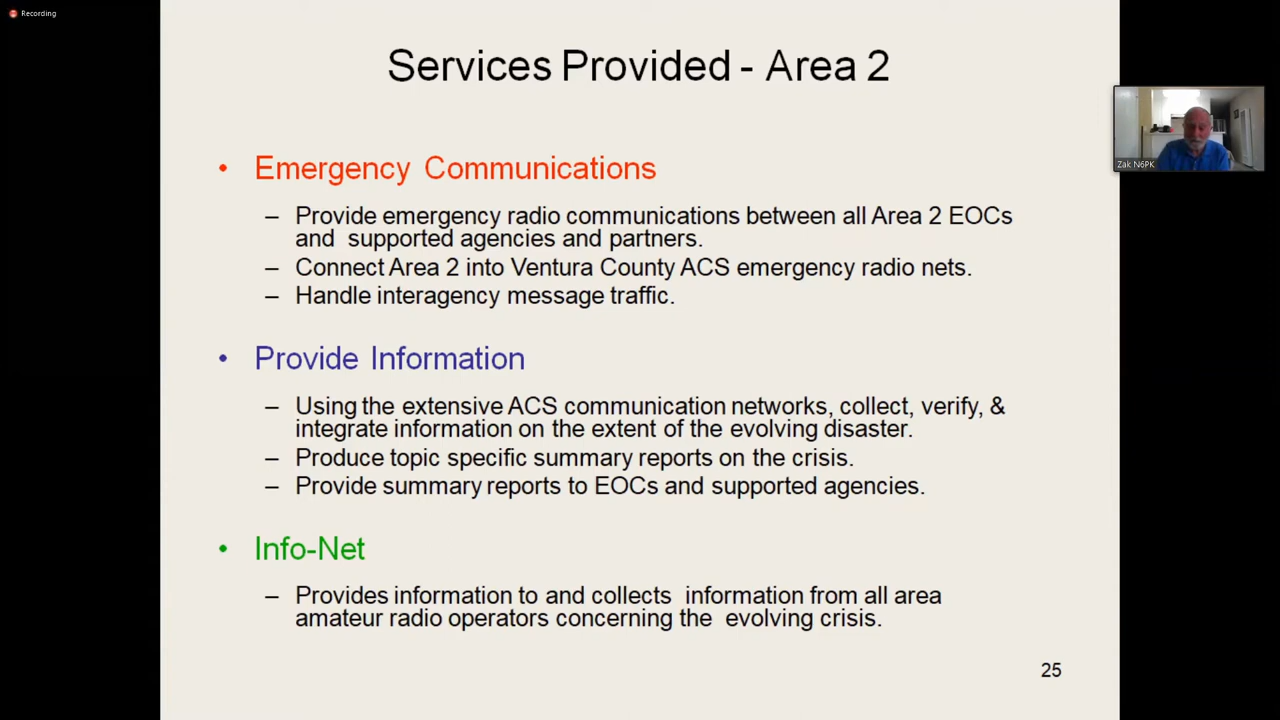 Recording
Services Provided - Area 2
Zak N6PK
• Emergency Communications
– Provide emergency radio communications between all Area 2 EOCs
and supported agencies and partners.
– Connect Area 2 into Ventura County ACS emergency radio nets.
– Handle interagency message traffic.
• Provide Information
– Using the extensive ACS communication networks, collect, verify, &
integrate information on the extent of the evolving disaster.
– Produce topic specific summary reports on the crisis.
– Provide summary reports to EOCs and supported agencies.
• Info-Net
– Provides information to and collects information from all area
amateur radio operators concerning the evolving crisis.
25